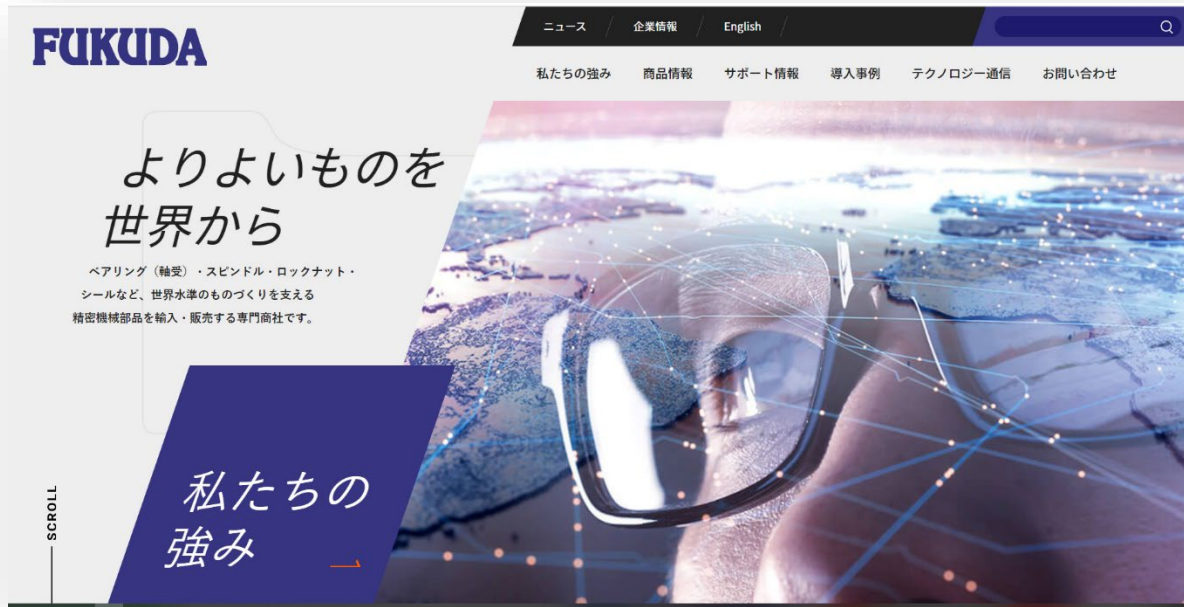 FUKUDA
ニュース
企業情報
English
私たちの強み
商品情報
サポート情報
導入事例
テクノロジー通信
お問い合わせ
よりよいものを
世界から
ベアリング（軸受）・スピンドル・ロックナット・
シールなど、世界水準のものづくりを支える
精密機械部品を輸入・販売する専門商社です。
私たちの
強み
SCROLL